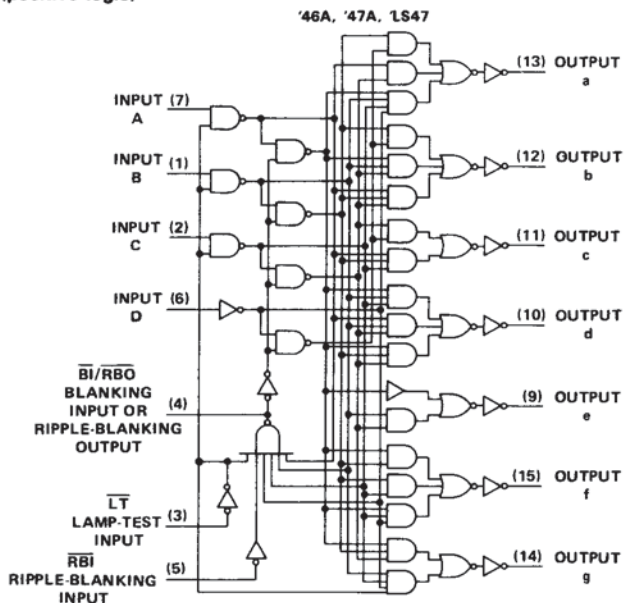 '46A, '47A, 'LS47
(13) OUTPUT
a
INPUT (7)
A
INPUT (1)
B
(12) OUTPUT
b
INPUT (2)
C
(11) OUTPUT
c
INPUT (6)
D
(10) OUTPUT
d
BI/RBO
BLANKING
INPUT OR
(4)
RIPPLE-BLANKING
OUTPUT
(9) OUTPUT
e
LT
LAMP-TEST
(3)
INPUT
(15) OUTPUT
f
RBI
(5)
RIPPLE-BLANKING
INPUT
(14) OUTPUT
g